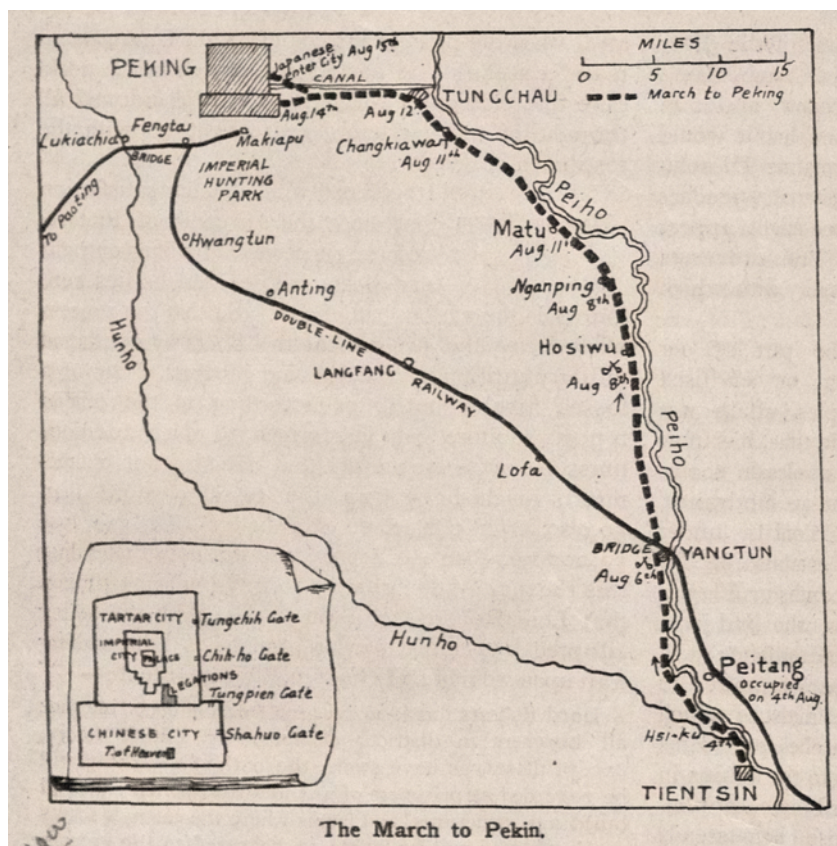 MILES
0 5 10 15
March to Peking
PEKING
Japanese
enter City Aug 15th
CANAL
TUNGCHAU
Aug. 14th
Aug 12.
Changkiawan
Aug 11th
Lukiachia
Fengtai
Makiapu
BRIDGE
IMPERIAL
HUNTING
PARK
To Paoting
Peiho
Matu
Aug 11th
Hwangtun
Nganping
Aug 8th
Anting
DOUBLE-LINE
LANGFANG
RAILWAY
Hunho
Hosiwu
Aug 8th
Peiho
Lofa
BRIDGE
YANGTUN
Aug 6th
Hunho
Peitang
occupied
on 4th Aug.
Hsi-ku
4th
TIENTSIN
TARTAR CITY
Tungchih Gate
IMPERIAL
CITY
PALACE
Chih-ho Gate
LEGATIONS
Tungpien Gate
CHINESE CITY
Shahuo Gate
T. of Heaven
The March to Pekin.